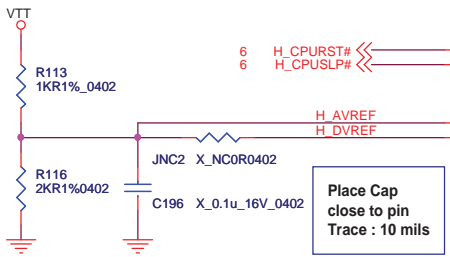 VTT
6 H_CPURST#
6 H_CPUSLP#
R113
1KR1%_0402
H_AVREF
H_DVREF
JNC2 X_NC0R0402
R116
2KR1%0402
C196 X_0.1u_16V_0402
Place Cap
close to pin
Trace : 10 mils